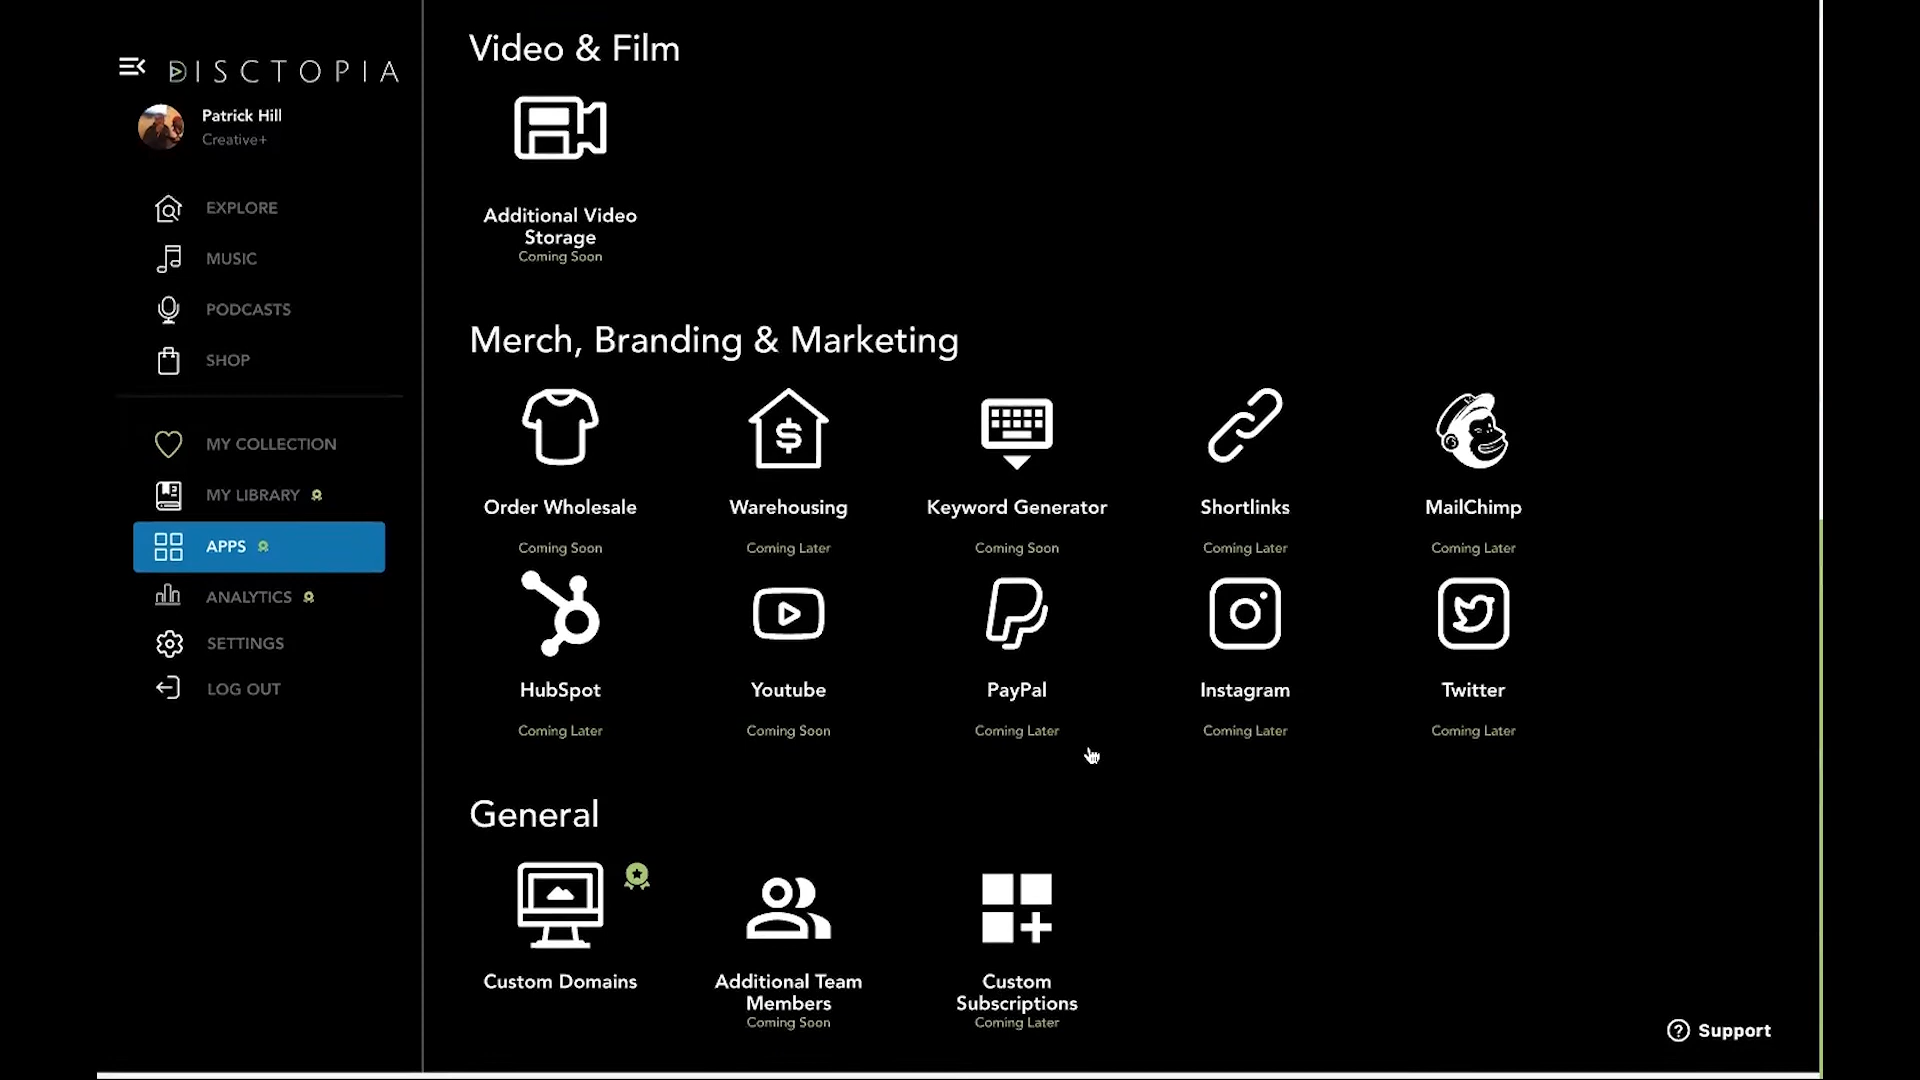 DISCTOPIA
Patrick Hill
Creative+
EXPLORE
MUSIC
PODCASTS
SHOP
MY COLLECTION
MY LIBRARY
APPS
ANALYTICS
SETTINGS
LOG OUT
Video & Film
Additional Video
Storage
Coming Soon
Merch, Branding & Marketing
Order Wholesale
Coming Soon
Warehousing
Coming Later
Keyword Generator
Coming Soon
Shortlinks
Coming Later
MailChimp
Coming Later
HubSpot
Coming Later
Youtube
Coming Soon
PayPal
Coming Later
Instagram
Coming Later
Twitter
Coming Later
General
Custom Domains
Additional Team
Members
Coming Soon
Custom
Subscriptions
Coming Later
Support